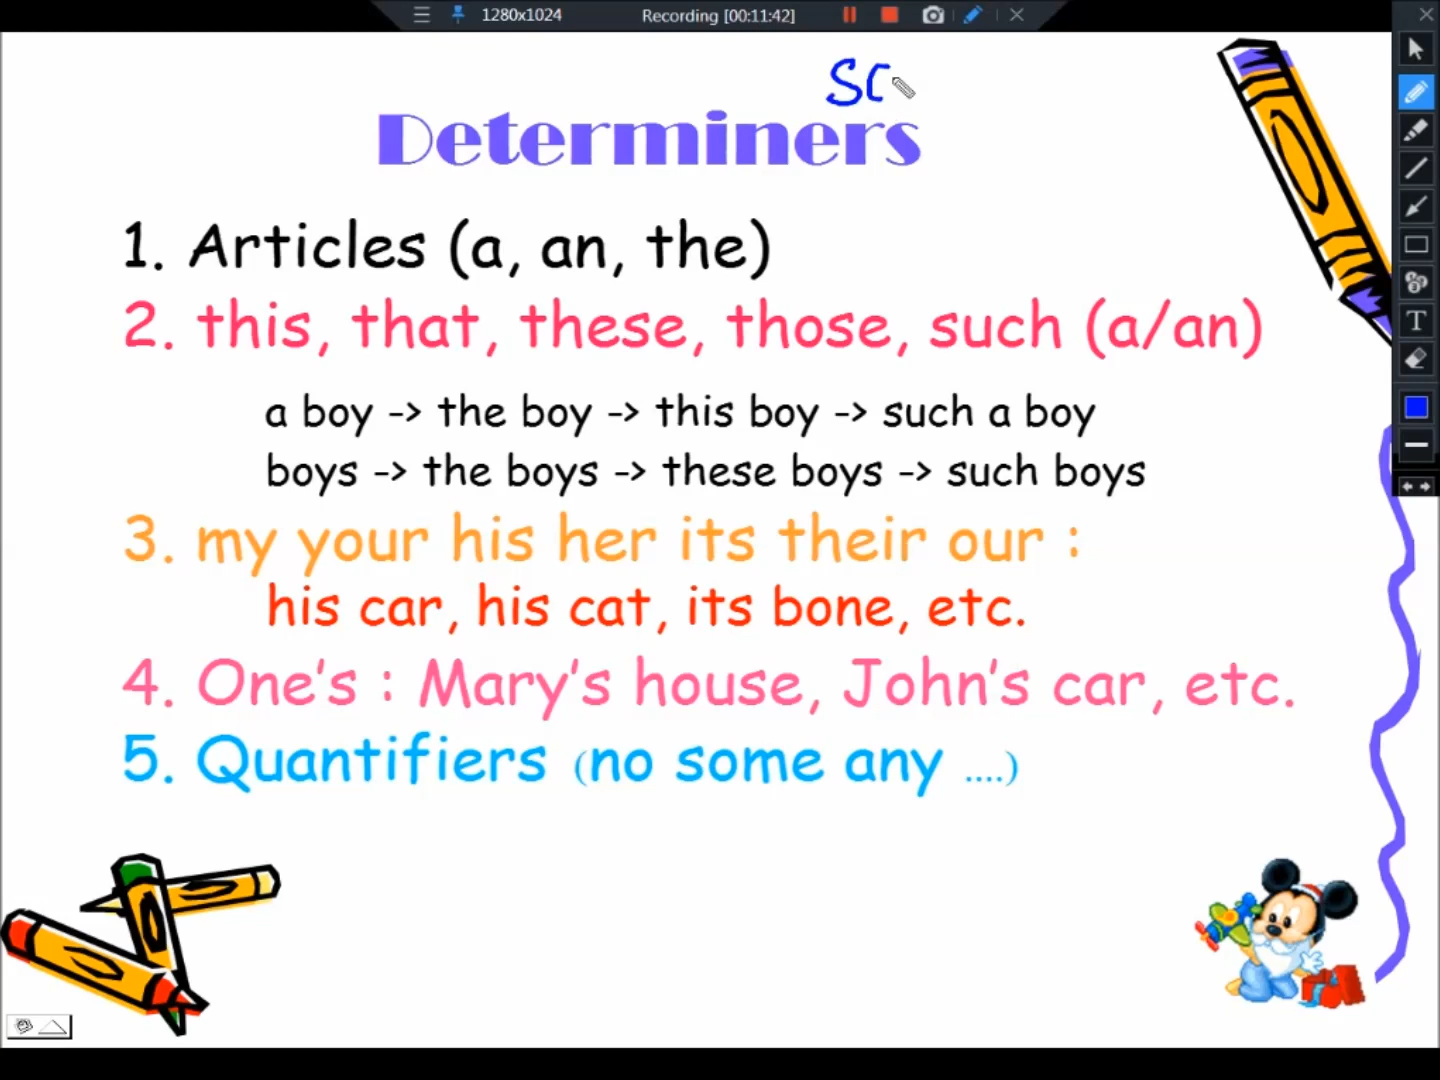 1280x1024 Recording [00:11:42]
Determiners
1. Articles (a, an, the)
2. this, that, these, those, such (a/an)
a boy -> the boy -> this boy -> such a boy
boys -> the boys -> these boys -> such boys
3. my your his her its their our :
his car, his cat, its bone, etc.
4. One's : Mary's house, John's car, etc.
5. Quantifiers (no some any ....)